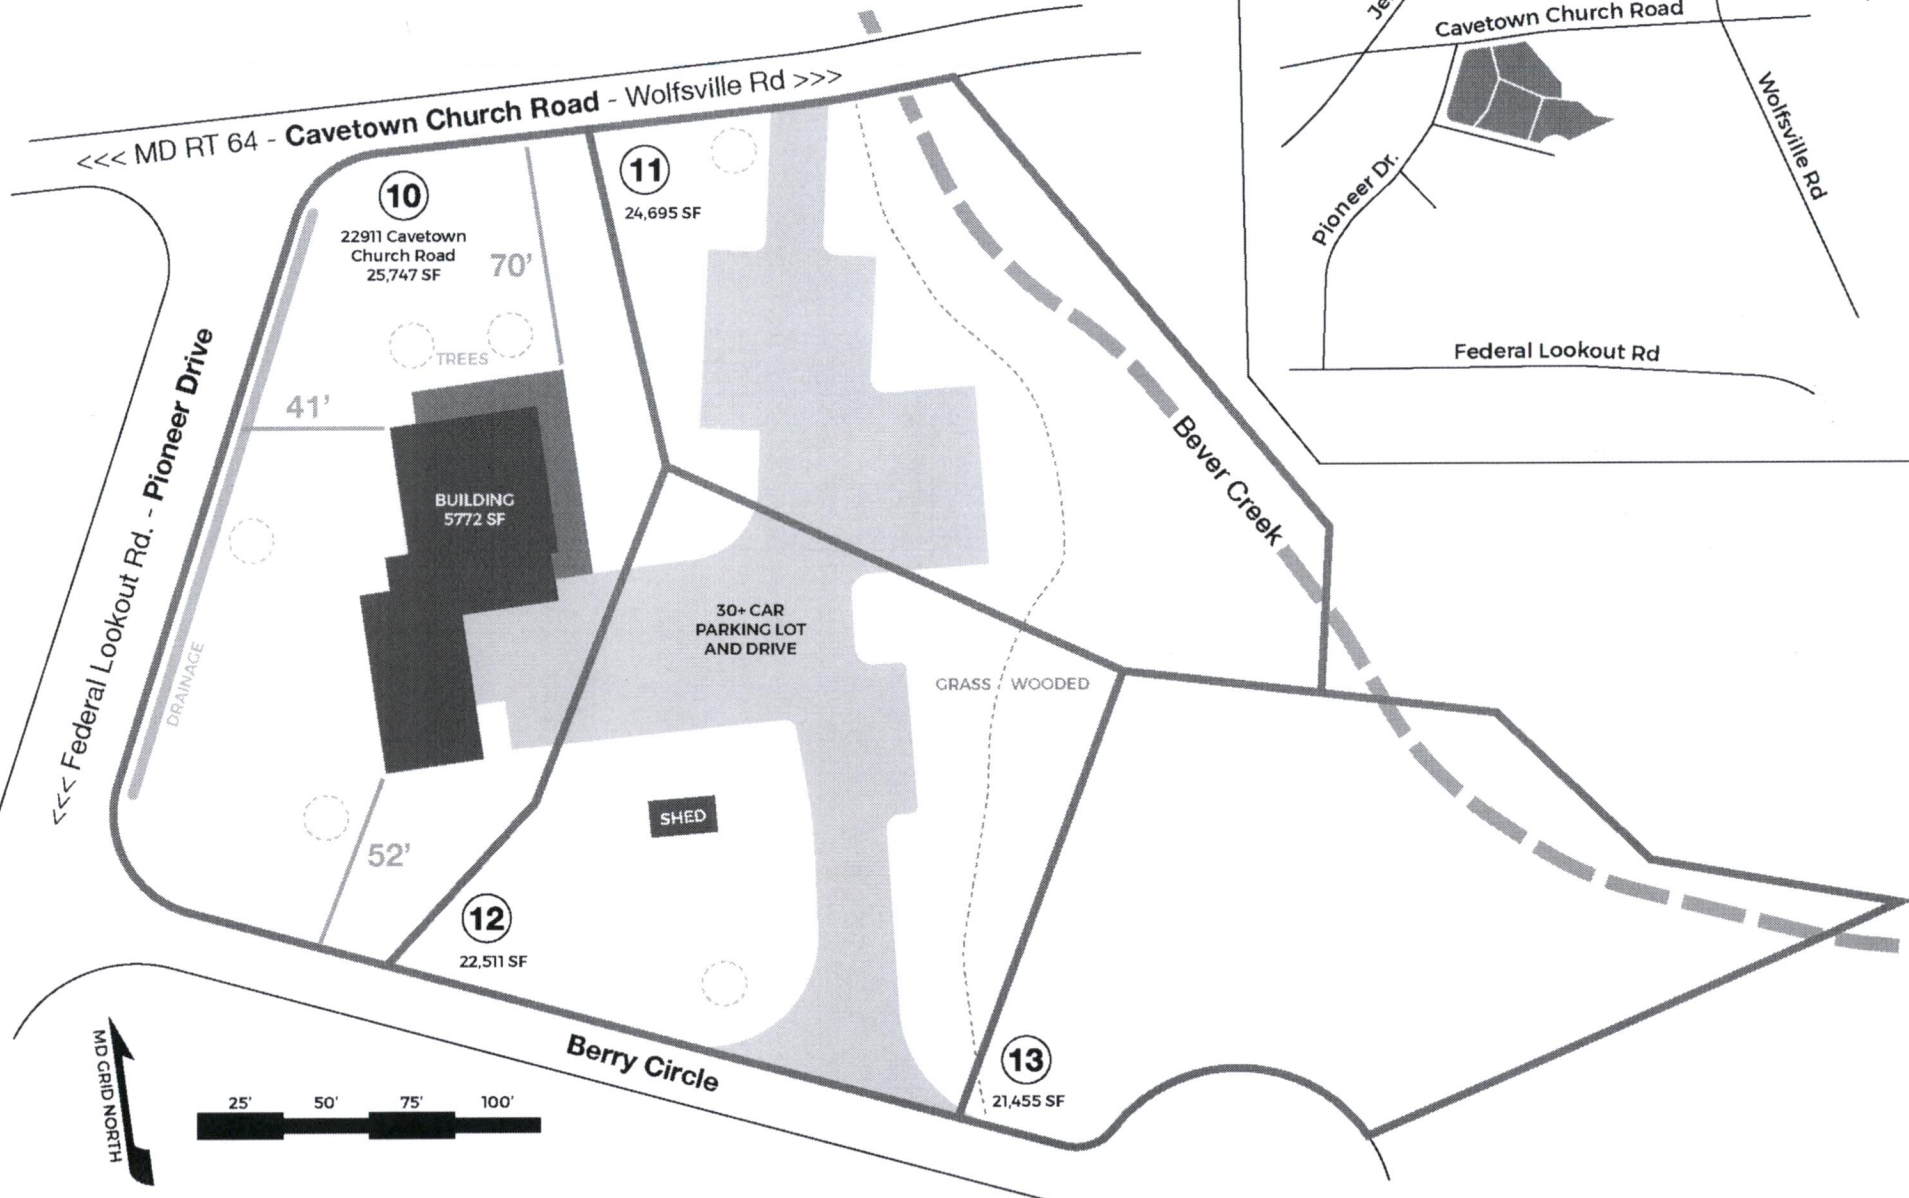 <<< MD RT 64 - Cavetown Church Road - Wolfsville Rd >>>
10
22911 Cavetown
Church Road
25,747 SF
70'
11
24,695 SF
TREES
41'
BUILDING
5772 SF
<<< Federal Lookout Rd. - Pioneer Drive
DRAINAGE
30+ CAR
PARKING LOT
AND DRIVE
GRASS
WOODED
Bever Creek
SHED
52'
12
22,511 SF
13
21,455 SF
Berry Circle
MD GRID NORTH
25' 50' 75' 100'
Cavetown Church Road
Wolfsville Rd
Pioneer Dr.
Federal Lookout Rd